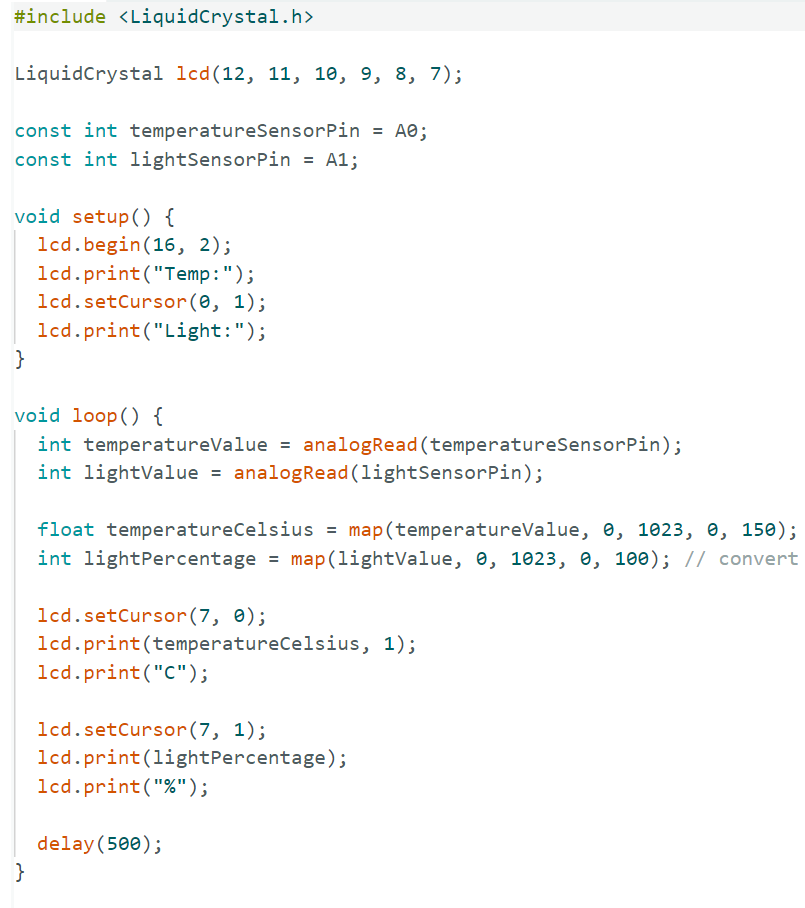 #include <LiquidCrystal.h>
LiquidCrystal lcd(12, 11, 10, 9, 8, 7);
const int temperatureSensorPin = A0;
const int lightSensorPin = A1;
void setup() {
lcd.begin(16, 2);
lcd.print("Temp:");
lcd.setCursor(0, 1);
lcd.print("Light:");
}
void loop() {
int temperatureValue = analogRead(temperatureSensorPin);
int lightValue = analogRead(lightSensorPin);
float temperatureCelsius = map(temperatureValue, 0, 1023, 0, 150);
int lightPercentage = map(lightValue, 0, 1023, 0, 100); // convert
lcd.setCursor(7, 0);
lcd.print(temperatureCelsius, 1);
lcd.print("C");
lcd.setCursor(7, 1);
lcd.print(lightPercentage);
lcd.print("%");
delay(500);
}